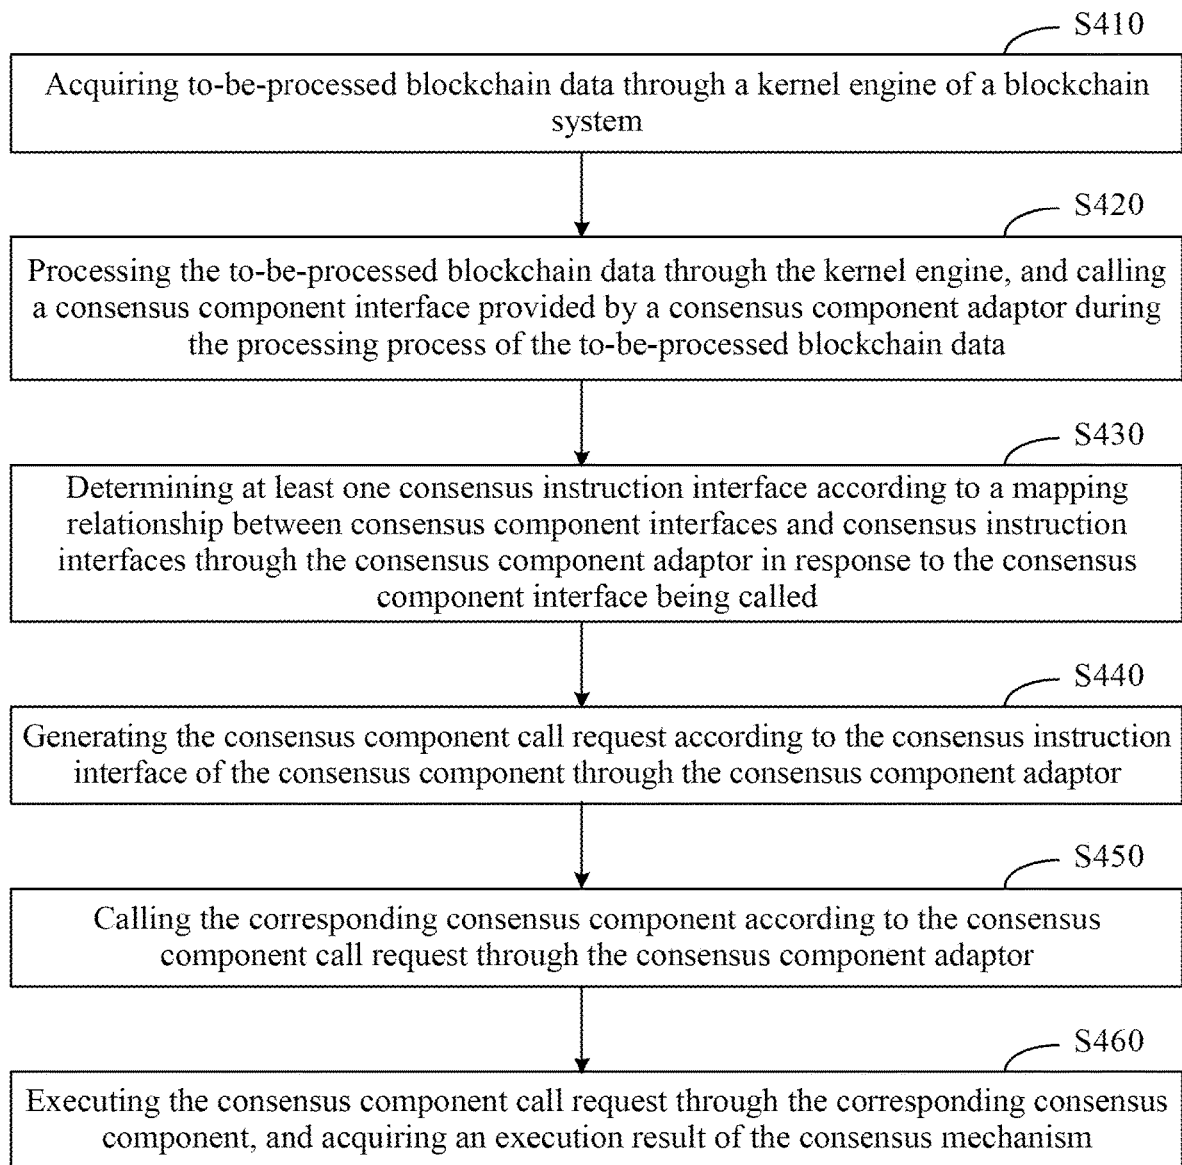 S410
Acquiring to-be-processed blockchain data through a kernel engine of a blockchain
system
S420
Processing the to-be-processed blockchain data through the kernel engine, and calling
a consensus component interface provided by a consensus component adaptor during
the processing process of the to-be-processed blockchain data
S430
Determining at least one consensus instruction interface according to a mapping
relationship between consensus component interfaces and consensus instruction
interfaces through the consensus component adaptor in response to the consensus
component interface being called
S440
Generating the consensus component call request according to the consensus instruction
interface of the consensus component through the consensus component adaptor
S450
Calling the corresponding consensus component according to the consensus
component call request through the consensus component adaptor
S460
Executing the consensus component call request through the corresponding consensus
component, and acquiring an execution result of the consensus mechanism